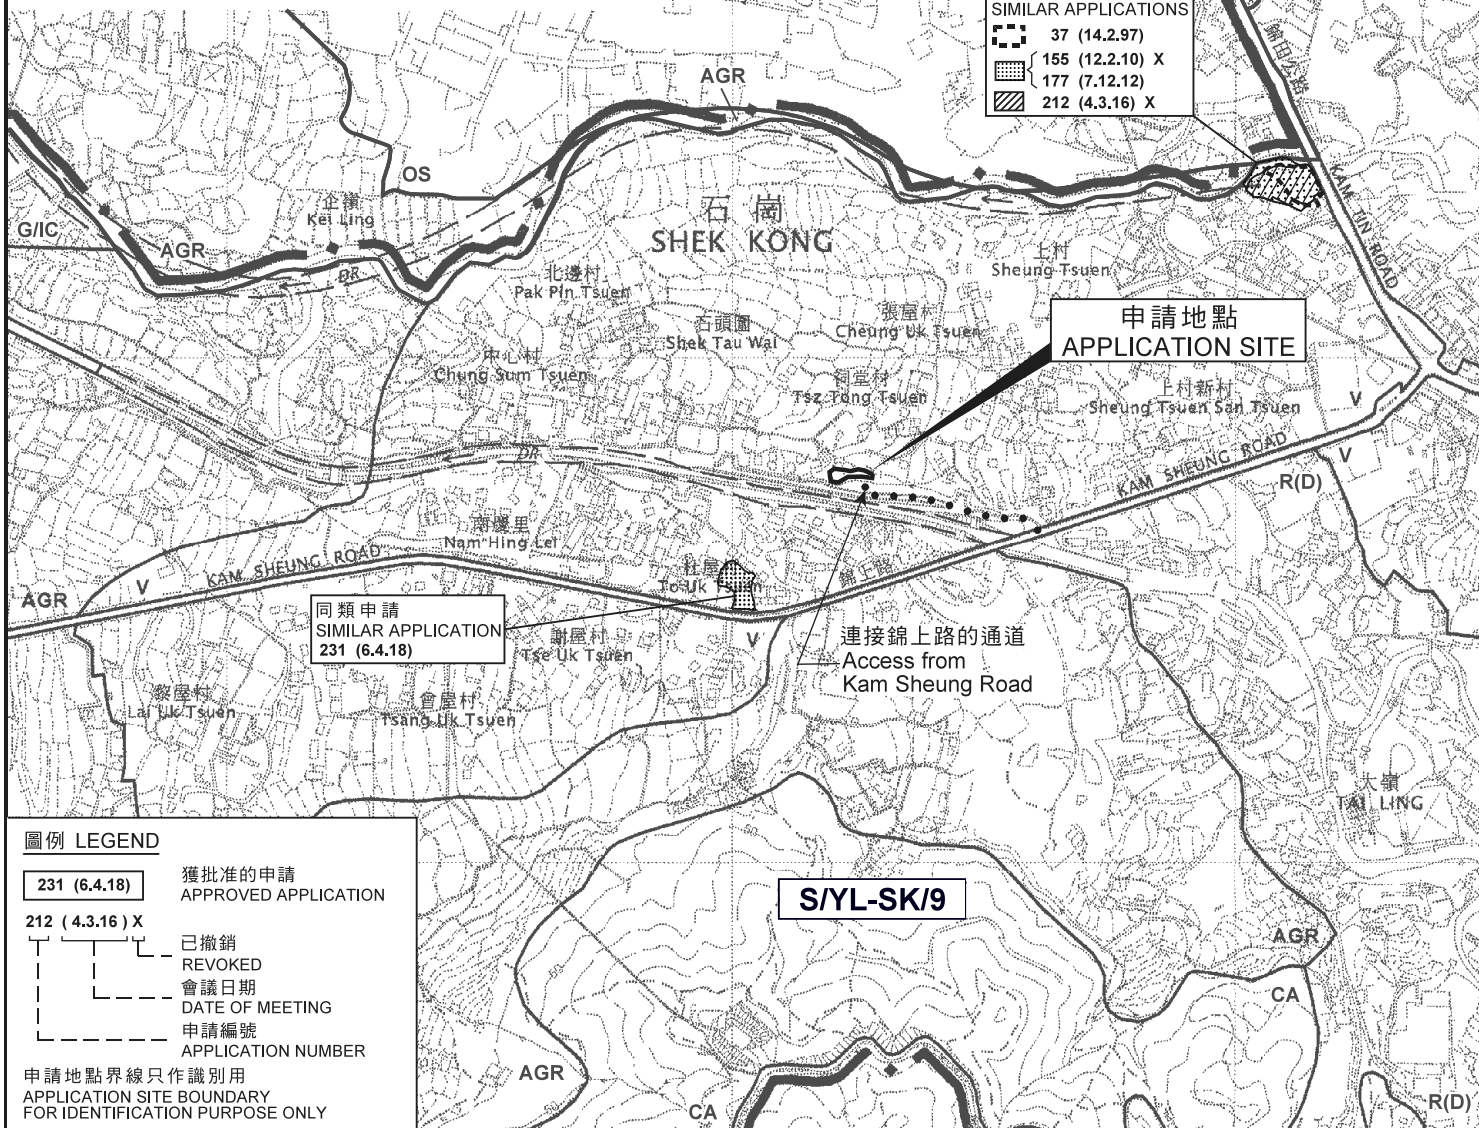 SIMILAR APPLICATIONS
37 (14.2.97)
155 (12.2.10) X
177 (7.12.12)
212 (4.3.16) X
錦田公路
KAM TIN ROAD
AGR
OS
企嶺
Kei Ling
G/IC
AGR
DR
石崗
SHEK KONG
上村
Sheung Tsuen
北邊村
Pak Pin Tsuen
石頭圍
Shek Tau Wai
張屋村
Cheung Uk Tsuen
申請地點
APPLICATION SITE
中心村
Chung Sum Tsuen
祠堂村
Tsz Tong Tsuen
上村新村
Sheung Tsuen San Tsuen
V
DR
KAM SHEUNG ROAD
V
R(D)
南慶里
Nam Hing Lei
KAM SHEUNG ROAD
V
AGR
錦上路
同類申請
SIMILAR APPLICATION
231 (6.4.18)
謝屋村
Tse Uk Tsuen
V
連接錦上路的通道
Access from
Kam Sheung Road
黎屋村
Lai Uk Tsuen
曾屋村
Tsang Uk Tsuen
大嶺
TAI LING
圖例 LEGEND
231 (6.4.18)
獲批准的申請
APPROVED APPLICATION
212 ( 4.3.16 ) X
已撤銷
REVOKED
會議日期
DATE OF MEETING
申請編號
APPLICATION NUMBER
申請地點界線只作識別用
APPLICATION SITE BOUNDARY
FOR IDENTIFICATION PURPOSE ONLY
S/YL-SK/9
AGR
CA
50
50
AGR
CA
R(D)